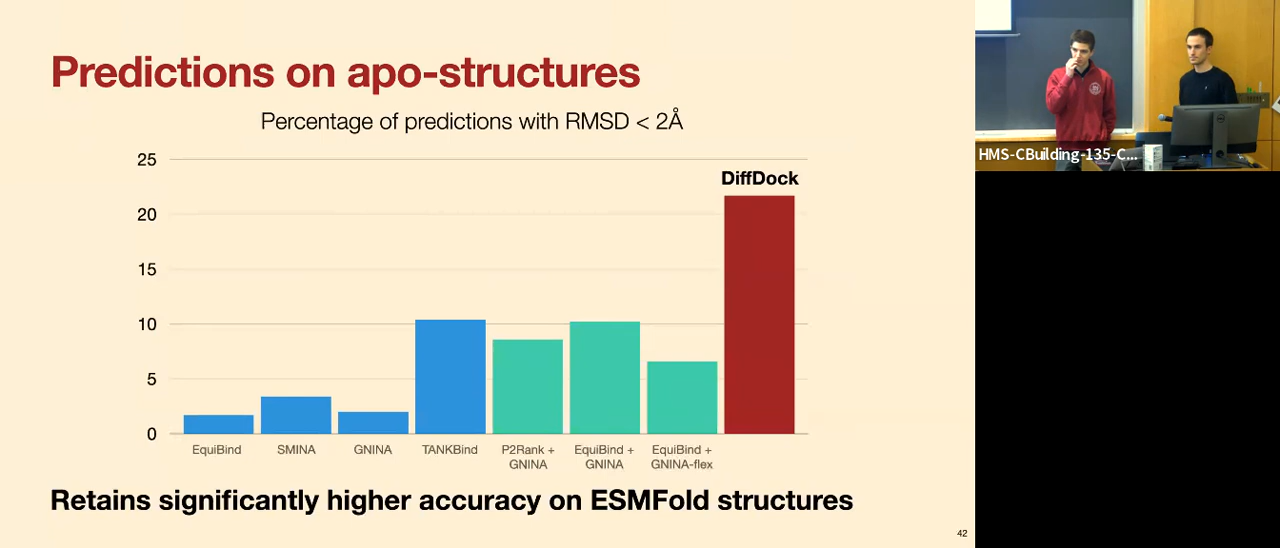 Predictions on apo-structures
Percentage of predictions with RMSD < 2Å
25
20
15
10
5
0
DiffDock
EquiBind
SMINA
GNINA
TANKBind
P2Rank +
GNINA
EquiBind +
GNINA
EquiBind +
GNINA-flex
Retains significantly higher accuracy on ESMFold structures
42
HMS-CBuilding-135-C...